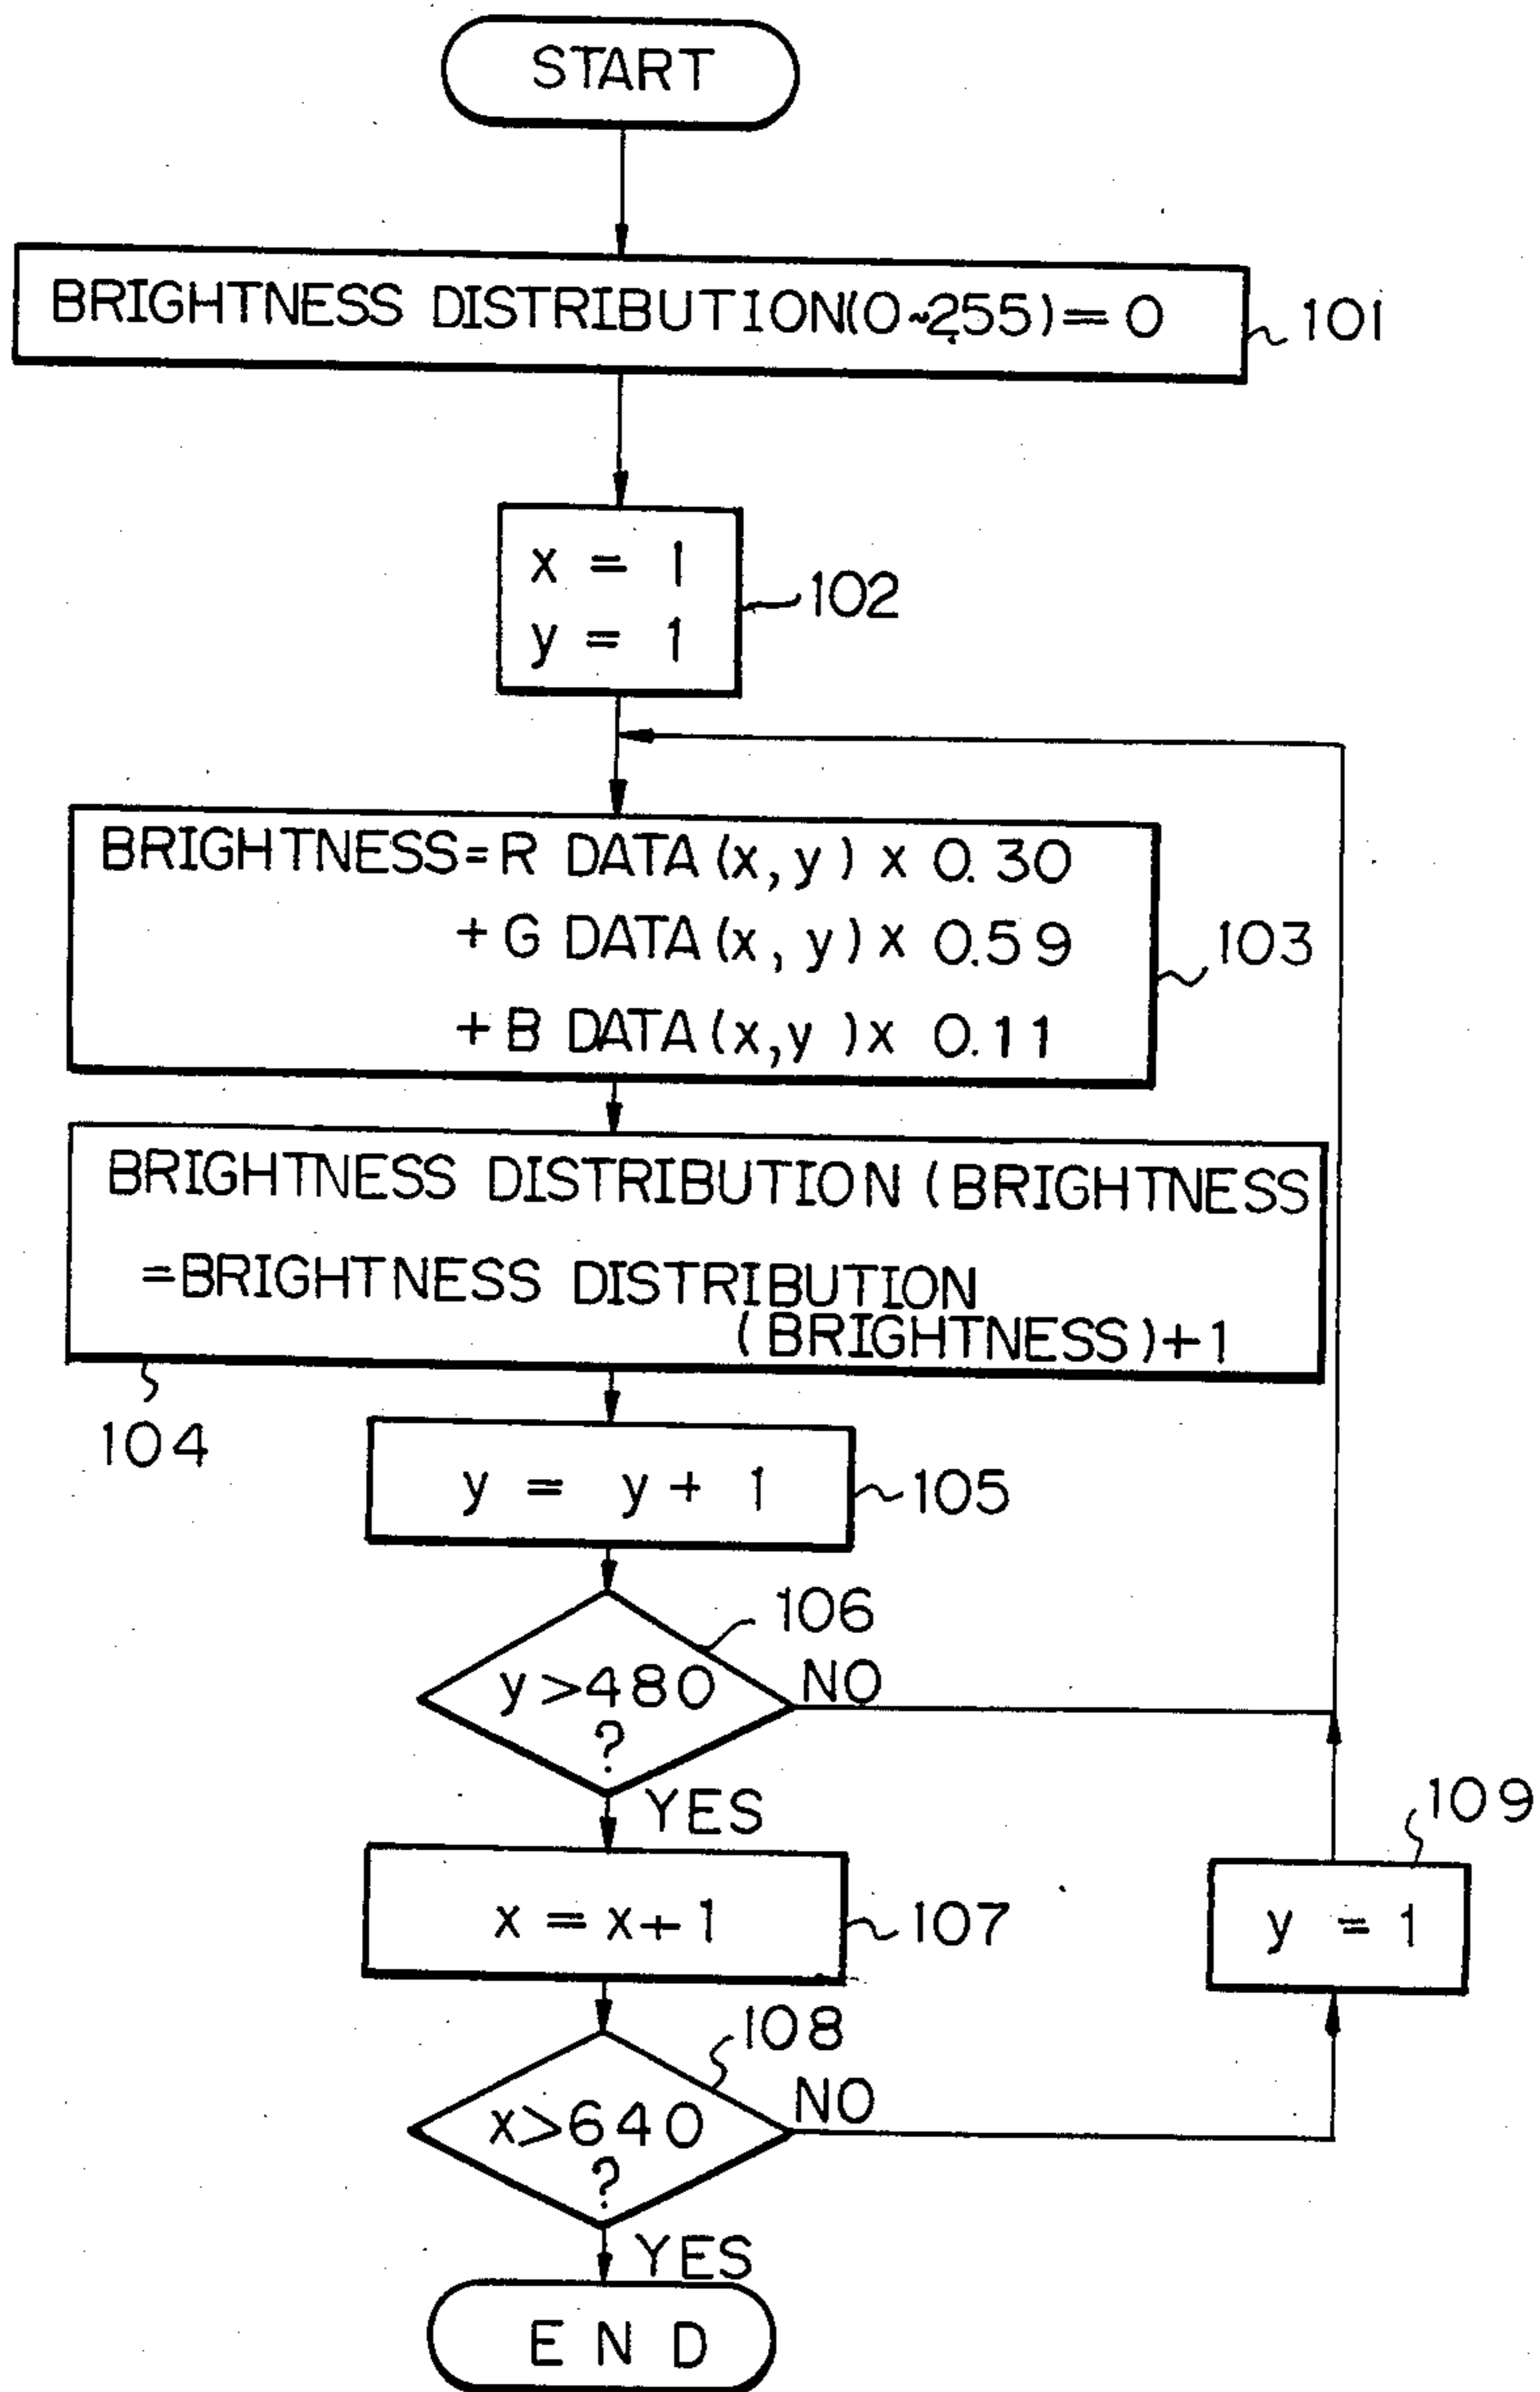 START
BRIGHTNESS DISTRIBUTION(0~255)=0
101
x = 1
y = 1
102
BRIGHTNESS=R DATA(x,y) x 0.30
+ G DATA(x, y) x 0.59
+ B DATA(x,y) x 0.11
103
BRIGHTNESS DISTRIBUTION (BRIGHTNESS
=BRIGHTNESS DISTRIBUTION
(BRIGHTNESS)+1
104
y = y + 1
105
106
y>480
?
NO
YES
109
x = x+1
107
y = 1
108
x>640
?
NO
YES
END